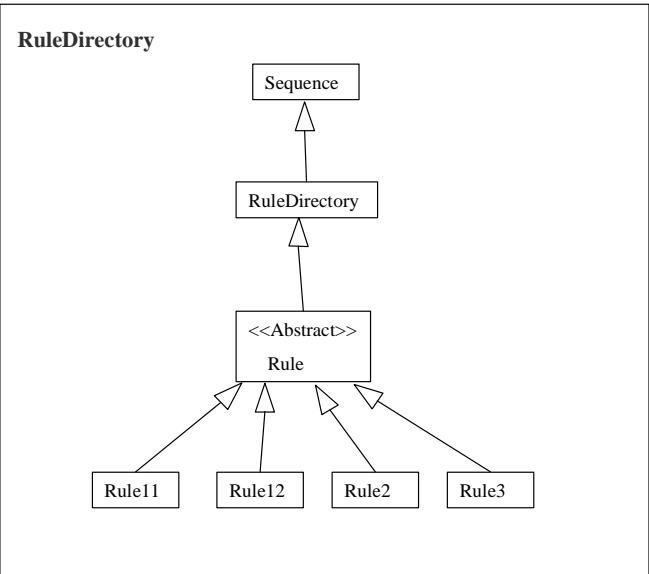 RuleDirectory
Sequence
RuleDirectory
<<Abstract>>
Rule
Rule11
Rule12
Rule2
Rule3